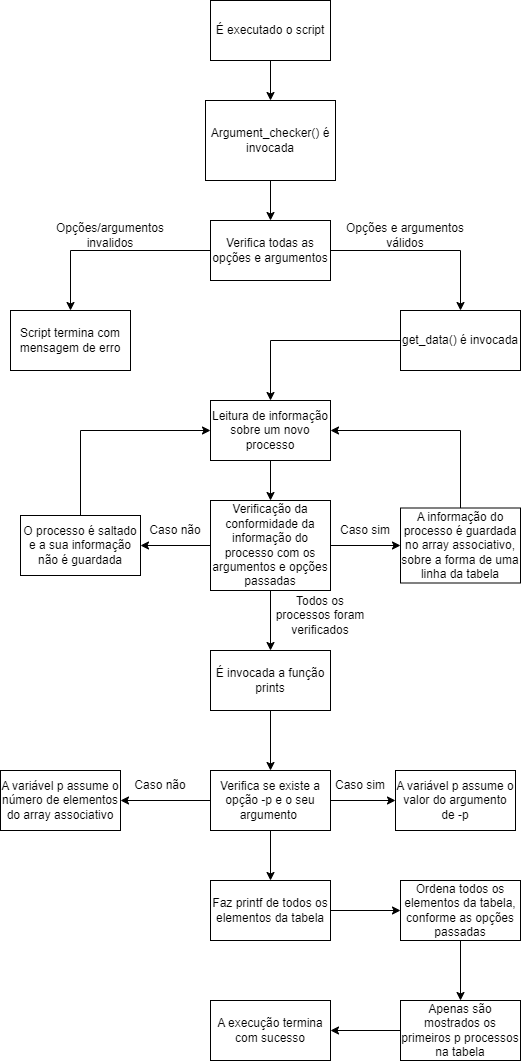 É executado o script
Argument_checker() é
invocada
Opções/argumentos
invalidos
Verifica todas as
opções e argumentos
Opções e argumentos
válidos
Script termina com
mensagem de erro
get_data() é invocada
Leitura de informação
sobre um novo
processo
O processo é saltado
e a sua informação
não é guardada
Caso não
Verificação da
conformidade da
informação do
processo com os
argumentos e opções
passadas
Caso sim
A informação do
processo é guardada
no array associativo,
sobre a forma de uma
linha da tabela
Todos os
processos foram
verificados
É invocada a função
prints
A variável p assume o
número de elementos
do array associativo
Caso não
Verifica se existe a
opção -p e o seu
argumento
Caso sim
A variável p assume o
valor do argumento
de -p
Faz printf de todos os
elementos da tabela
Ordena todos os
elementos da tabela,
conforme as opções
passadas
Apenas são
mostrados os
primeiros p processos
na tabela
A execução termina
com sucesso